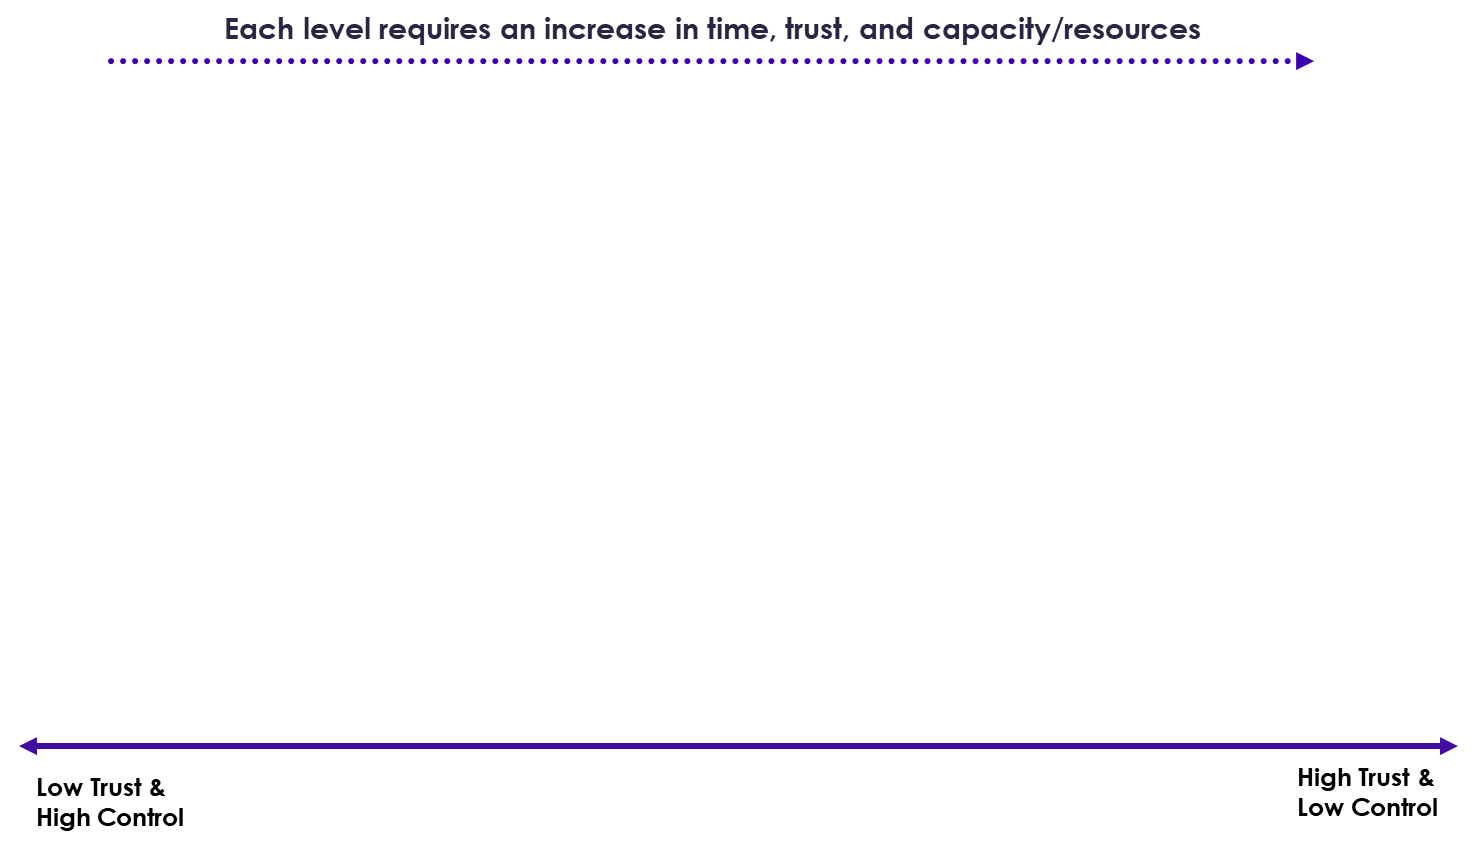 Each level requires an increase in time, trust, and capacity/resources
Low Trust &
High Control
High Trust &
Low Control